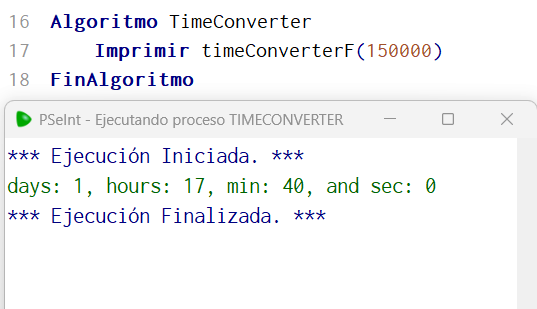 16 Algoritmo TimeConverter
17 Imprimir timeConverterF(150000)
18 FinAlgoritmo
PSeInt - Ejecutando proceso TIMECONVERTER
*** Ejecución Iniciada. ***
days: 1, hours: 17, min: 40, and sec: 0
*** Ejecución Finalizada. ***